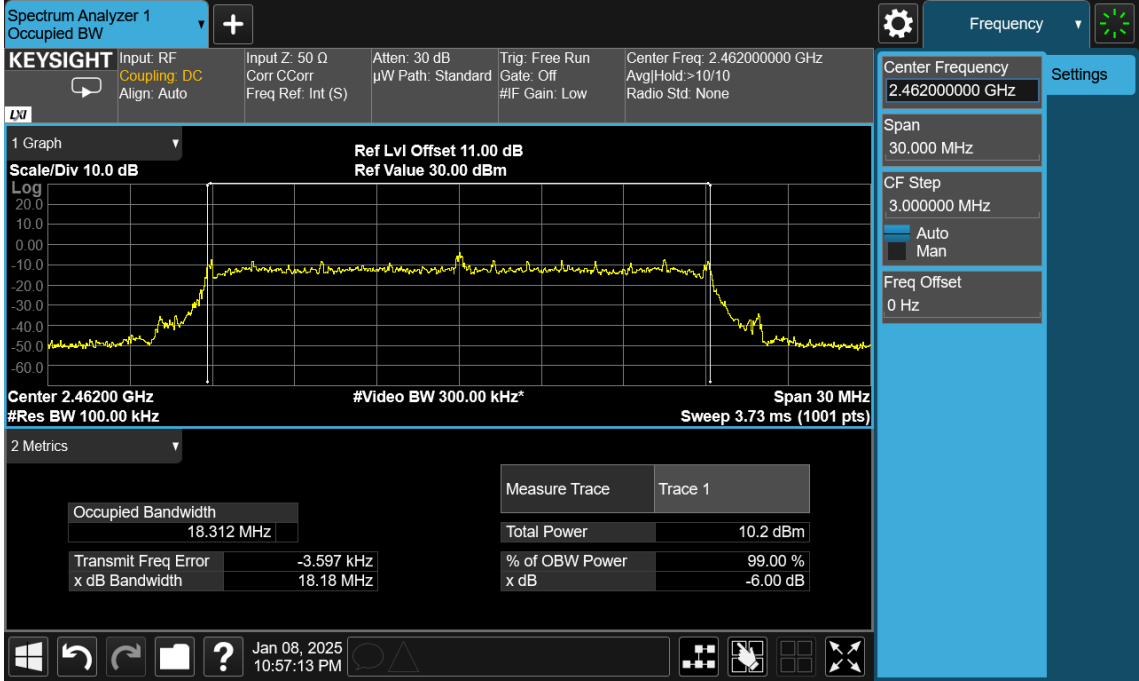 Spectrum Analyzer 1
Occupied BW
+
Frequency
KEYSIGHT
LXI
Input: RF
Coupling: DC
Align: Auto
Input Z: 50 Ω
Corr CCorr
Freq Ref: Int (S)
Atten: 30 dB
µW Path: Standard
Trig: Free Run
Gate: Off
#IF Gain: Low
Center Freq: 2.462000000 GHz
Avg|Hold:>10/10
Radio Std: None
Center Frequency
2.462000000 GHz
Settings
Span
30.000 MHz
CF Step
3.000000 MHz
Auto
Man
Freq Offset
0 Hz
1 Graph
Scale/Div 10.0 dB
Ref Lvl Offset 11.00 dB
Ref Value 30.00 dBm
Log
20.0
10.0
0.00
-10.0
-20.0
-30.0
-40.0
-50.0
-60.0
Center 2.46200 GHz
#Video BW 300.00 kHz*
Span 30 MHz
#Res BW 100.00 kHz
Sweep 3.73 ms (1001 pts)
2 Metrics
Occupied Bandwidth
18.312 MHz
Transmit Freq Error -3.597 kHz
x dB Bandwidth 18.18 MHz
Measure Trace Trace 1
Total Power 10.2 dBm
% of OBW Power 99.00 %
x dB -6.00 dB
?
Jan 08, 2025
10:57:13 PM